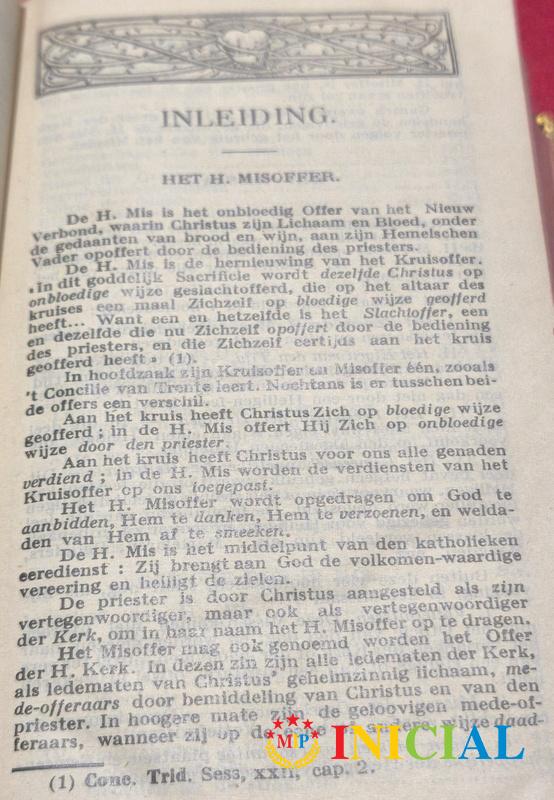 INLEIDING.
HET H. MISOFFER.
De H. Mis is het onbloedig Offer van het Nieuw
Verbond, waarin Christus zijn Lichaam en Bloed, onder
de gedaanten van brood en wijn, aan zijn Hemelschen
Vader opoffert door de bediening des priesters.
De H. Mis is de hernieuwing van het Kruisoffer.
«In dit goddelijk Sacrificie wordt dezelfde Christus op
onbloedige wijze geslachtofferd, die op het altaar des
kruises een maal Zichzelf op bloedige wijze geofferd
heeft... Want een en hetzelfde is het Slachtoffer, een
en dezelfde die nu Zichzelf opoffert door de bediening
des priesters, en die Zichzelf eertijds aan het kruis
geofferd heeft» (1).
In hoofdzaak zijn Kruisoffer en Misoffer één, zooals
't Concilie van Trente leert. Nochtans is er tusschen bei-
de offers een verschil.
Aan het kruis heeft Christus Zich op bloedige wijze
geofferd; in de H. Mis offert Hij Zich op onbloedige
wijze door den priester.
Aan het kruis heeft Christus voor ons alle genaden
verdiend; in de H. Mis worden de verdiensten van het
Kruisoffer op ons toegepast.
Het H. Misoffer wordt opgedragen om God te
aanbidden, Hem te danken, Hem te verzoenen, en welda-
den van Hem af te smeeken.
De H. Mis is het middelpunt van den katholieken
eeredienst : Zij brengt aan God de volkomen-waardige
vereering en heiligt de zielen.
De priester is door Christus aangesteld als zijn
vertegenwoordiger, maar ook als vertegenwoordiger
der Kerk, om in haar naam het H. Misoffer op te dragen.
Het Misoffer mag ook genoemd worden het Offer
der H. Kerk. In dezen zin zijn alle ledematen der Kerk,
als ledematen van Christus' geheimzinnig lichaam, me-
de-offeraars door bemiddeling van Christus en van den
priester. In hoogere mate zijn de geloovigen mede-of-
feraars, wanneer zij op de eene of andere wijze daad-
(1) Conc. Trid. Sess, XXII, cap. 2.
MP INICIAL